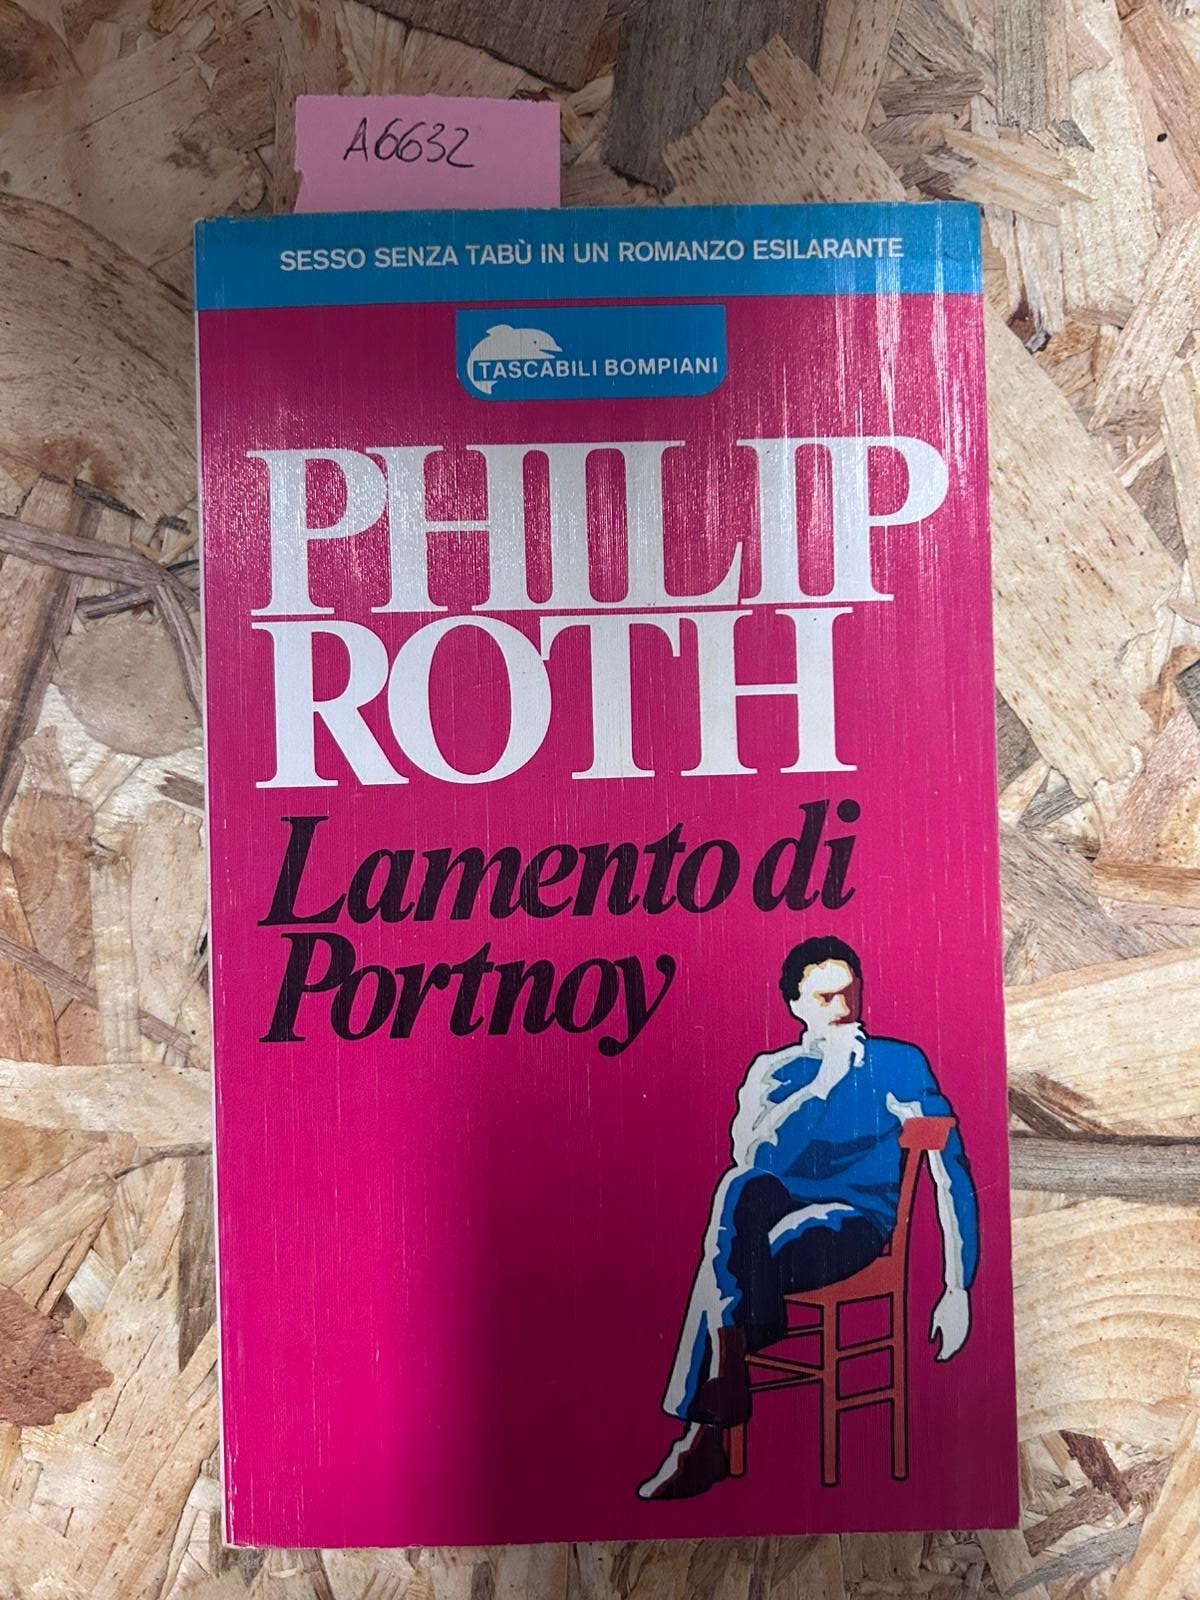 A6632
SESSO SENZA TABÙ IN UN ROMANZO ESILARANTE
TASCABILI BOMPIANI
PHILIP
ROTH
Lamento di
Portnoy